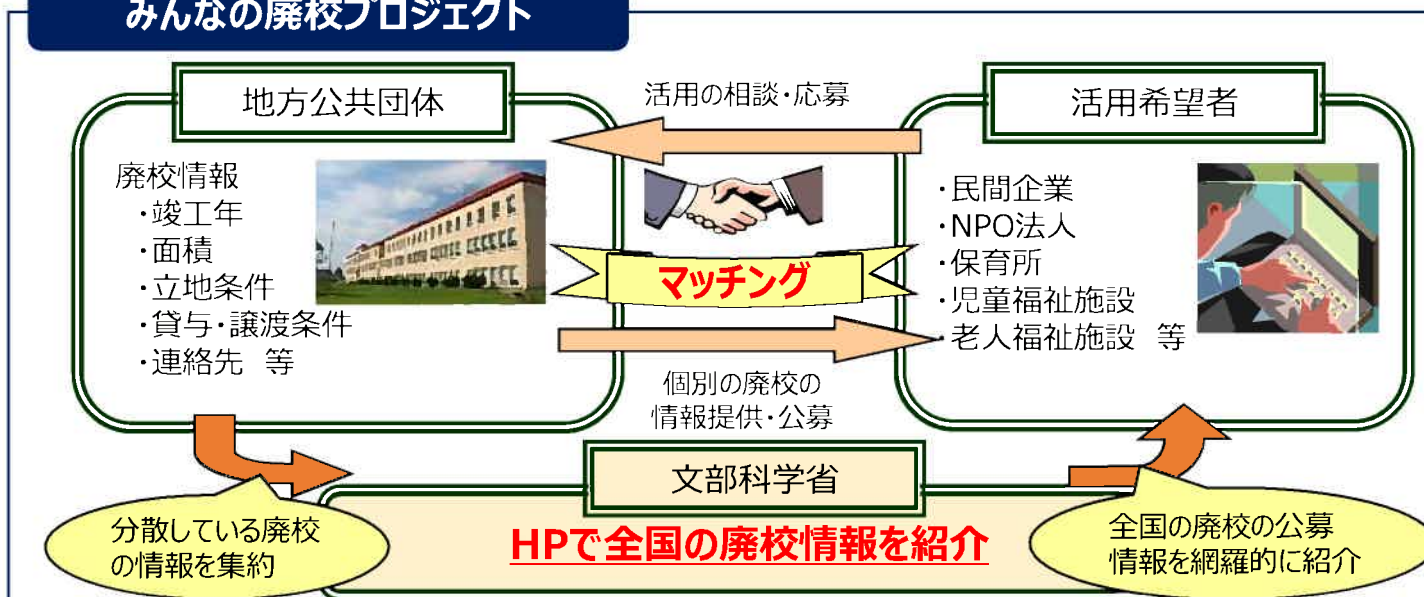 みんなの廃校プロジェクト
地方公共団体
廃校情報
・竣工年
・面積
・立地条件
・貸与・譲渡条件
・連絡先 等
活用の相談・応募
マッチング
個別の廃校の
情報提供・公募
活用希望者
・民間企業
・NPO法人
・保育所
・児童福祉施設
・老人福祉施設 等
文部科学省
HPで全国の廃校情報を紹介
分散している廃校
の情報を集約
全国の廃校の公募
情報を網羅的に紹介